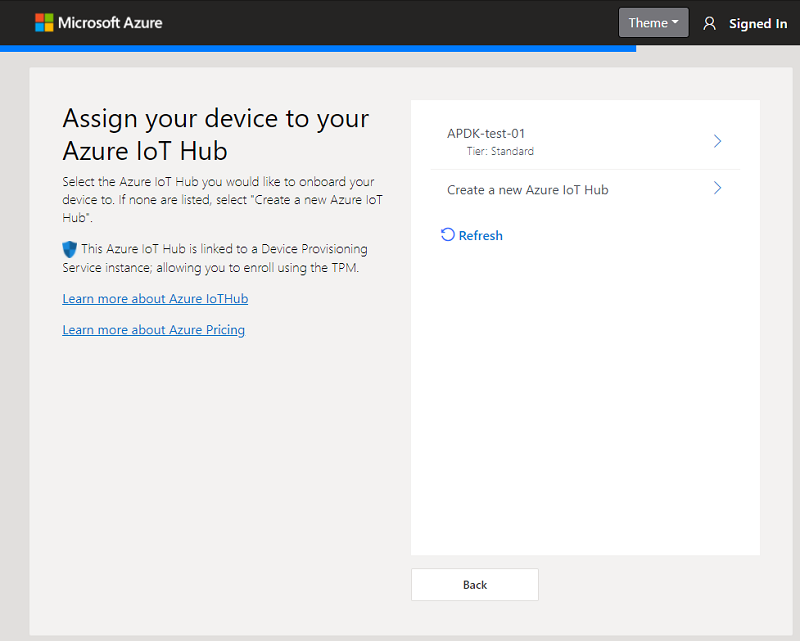 Microsoft Azure
Theme
Signed In
Assign your device to your
Azure IoT Hub
Select the Azure IoT Hub you would like to onboard your
device to. If none are listed, select "Create a new Azure IoT
Hub".
This Azure IoT Hub is linked to a Device Provisioning
Service instance; allowing you to enroll using the TPM.
Learn more about Azure IoTHub
Learn more about Azure Pricing
APDK-test-01
Tier: Standard
Create a new Azure IoT Hub
Refresh
Back